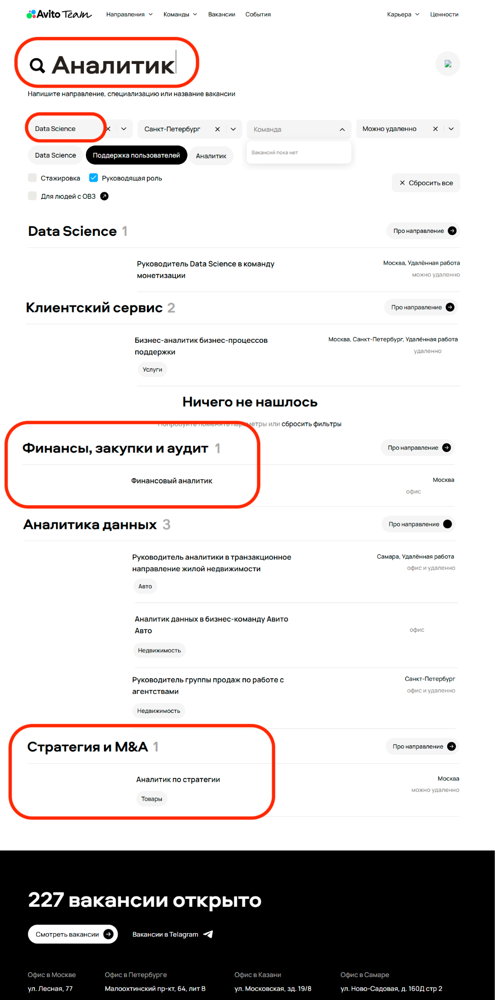 Avito Team Направления Команды Вакансии События Карьера Ценности
Аналитик
Напишите направление, специализацию или название вакансии
Data Science Санкт-Петербург Команда Можно удаленно
Вакансий пока нет
Data Science Поддержка пользователей Аналитик
Стажировка Руководящая роль
Сбросить все
Для людей с ОВЗ
Data Science 1 Про направление
Руководитель Data Science в команду
монетизации
Москва, Удалённая работа
можно удаленно
Клиентский сервис 2 Про направление
Бизнес-аналитик бизнес-процессов
поддержки
Москва, Санкт-Петербург, Удалённая работа
удаленно
Услуги
Ничего не нашлось
Попробуйте поменять параметры или сбросить фильтры
Финансы, закупки и аудит 1 Про направление
Финансовый аналитик
Москва
офис
Аналитика данных 3 Про направление
Руководитель аналитики в транзакционное
направление жилой недвижимости
Самара, Удалённая работа
офис и удаленно
Авто
Аналитик данных в бизнес-команду Авито
Авто
офис
Недвижимость
Руководитель группы продаж по работе с
агентствами
Санкт-Петербург
офис и удаленно
Недвижимость
Стратегия и M&A 1 Про направление
Аналитик по стратегии
Москва
можно удаленно
Товары
227 вакансии открыто
Смотреть вакансии Вакансии в Telagram
Офис в Москве Офис в Петербурге Офис в Казани Офис в Самаре
ул. Лесная, 77 Малоохтинский пр-кт, 64, лит В ул. Московская, зд. 19/8 ул. Ново-Садовая, д. 160Д стр 2